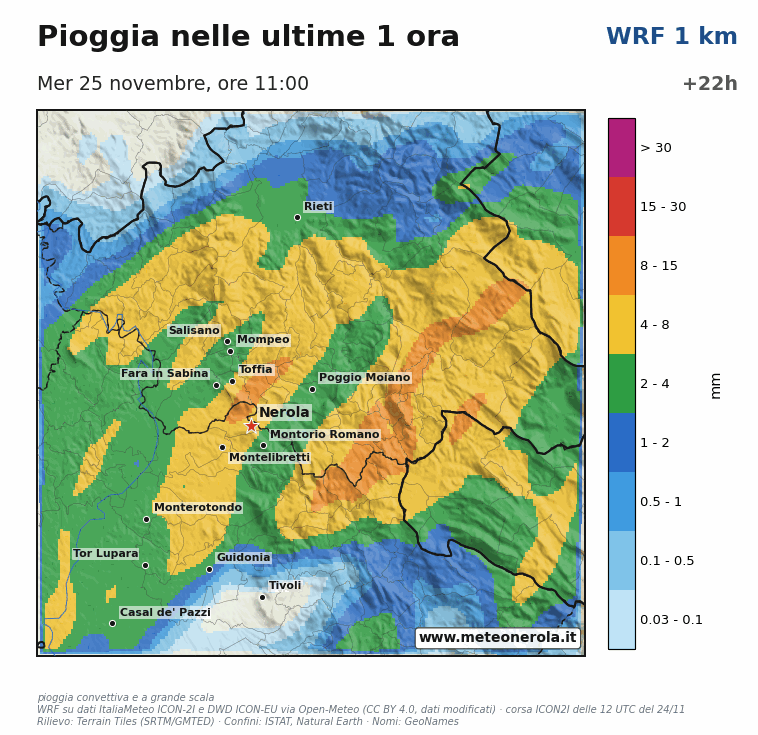 Pioggia nelle ultime 1 ora
WRF 1 km
Mer 25 novembre, ore 11:00
+22h
> 30
15 - 30
8 - 15
4 - 8
2 - 4
1 - 2
0.5 - 1
0.1 - 0.5
0.03 - 0.1
mm
Rieti
Salisano
Mompeo
Fara in Sabina
Toffia
Poggio Moiano
Nerola
Montorio Romano
Montelibretti
Monterotondo
Tor Lupara
Guidonia
Tivoli
Casal de' Pazzi
www.meteonerola.it
pioggia convettiva e a grande scala
WRF su dati ItaliaMeteo ICON-2I e DWD ICON-EU via Open-Meteo (CC BY 4.0, dati modificati) · corsa ICON2I delle 12 UTC del 24/11
Rilievo: Terrain Tiles (SRTM/GMTED) · Confini: ISTAT, Natural Earth · Nomi: GeoNames